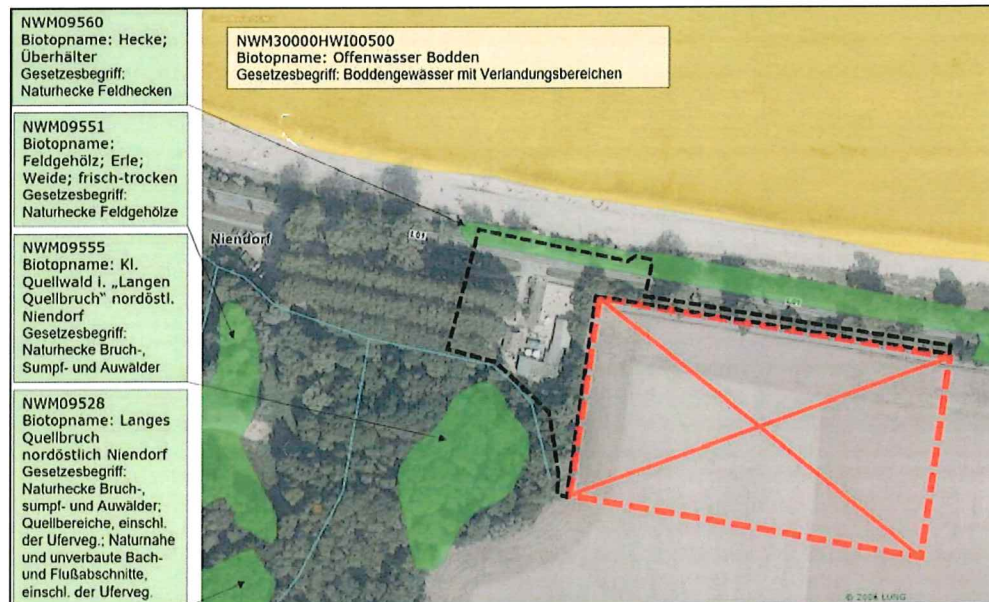 NWM09560
Biotopname: Hecke;
Überhälter
Gesetzesbegriff:
Naturhecke Feldhecken
NWM30000HWI00500
Biotopname: Offenwasser Bodden
Gesetzesbegriff: Boddengewässer mit Verlandungsbereichen
NWM09551
Biotopname:
Feldgehölz; Erle;
Weide; frisch-trocken
Gesetzesbegriff:
Naturhecke Feldgehölze
NWM09555
Biotopname: Kl.
Quellwald i. „Langen
Quellbruch" nordöstl.
Niendorf
Gesetzesbegriff:
Naturhecke Bruch-,
Sumpf- und Auwälder
NWM09528
Biotopname: Langes
Quellbruch
nordöstlich Niendorf
Gesetzesbegriff:
Naturhecke Bruch-,
sumpf- und Auwälder;
Quellbereiche, einschl.
der Uferveg.; Naturnahe
und unverbaute Bach-
und Flußabschnitte,
einschl. der Uferveg.
Niendorf
L01
L01
© 2006 LUNG